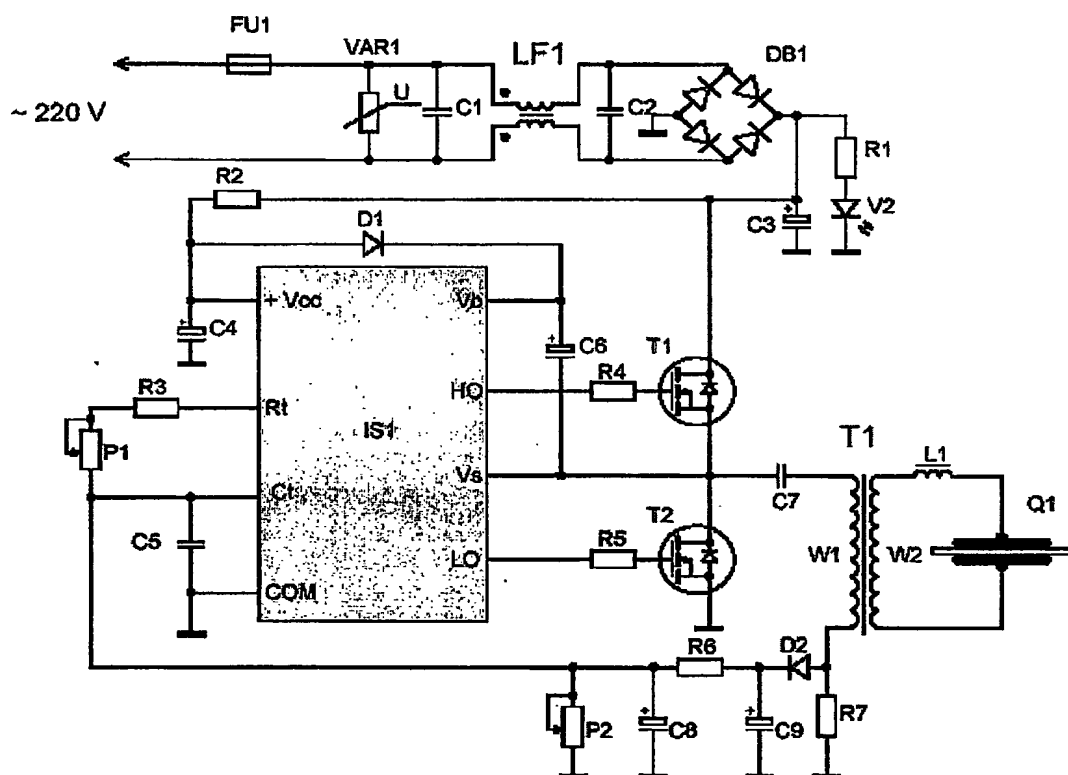 FU1
VAR1
LF1
DB1
~ 220 V
U
C1
C2
R1
R2
C3
V2
D1
+ Vcc
Vb
C4
C6
T1
R3
R4
Rt
HO
IS1
P1
Vs
T1
L1
Ct
C7
Q1
C5
T2
R5
W1
W2
LO
COM
R6
D2
P2
C8
C9
R7